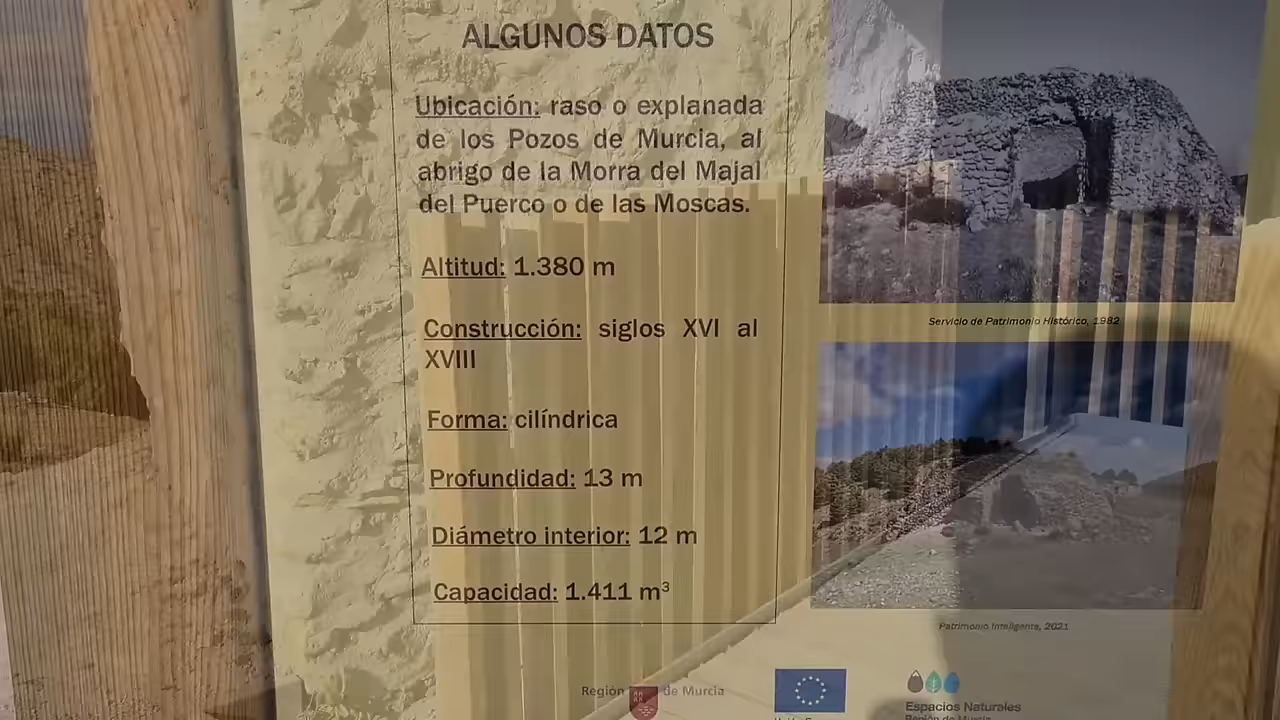 ALGUNOS DATOS
Ubicación: raso o explanada
de los Pozos de Murcia, al
abrigo de la Morra del Majal
del Puerco o de las Moscas.
Altitud: 1.380 m
Construcción: siglos XVI al
XVIII
Forma: cilíndrica
Profundidad: 13 m
Diámetro interior: 12 m
Capacidad: 1.411 m³
Servicio de Patrimonio Histórico, 1982
Patrimonio Inteligente, 2021
Región de Murcia
Espacios Naturales
Región de Murcia